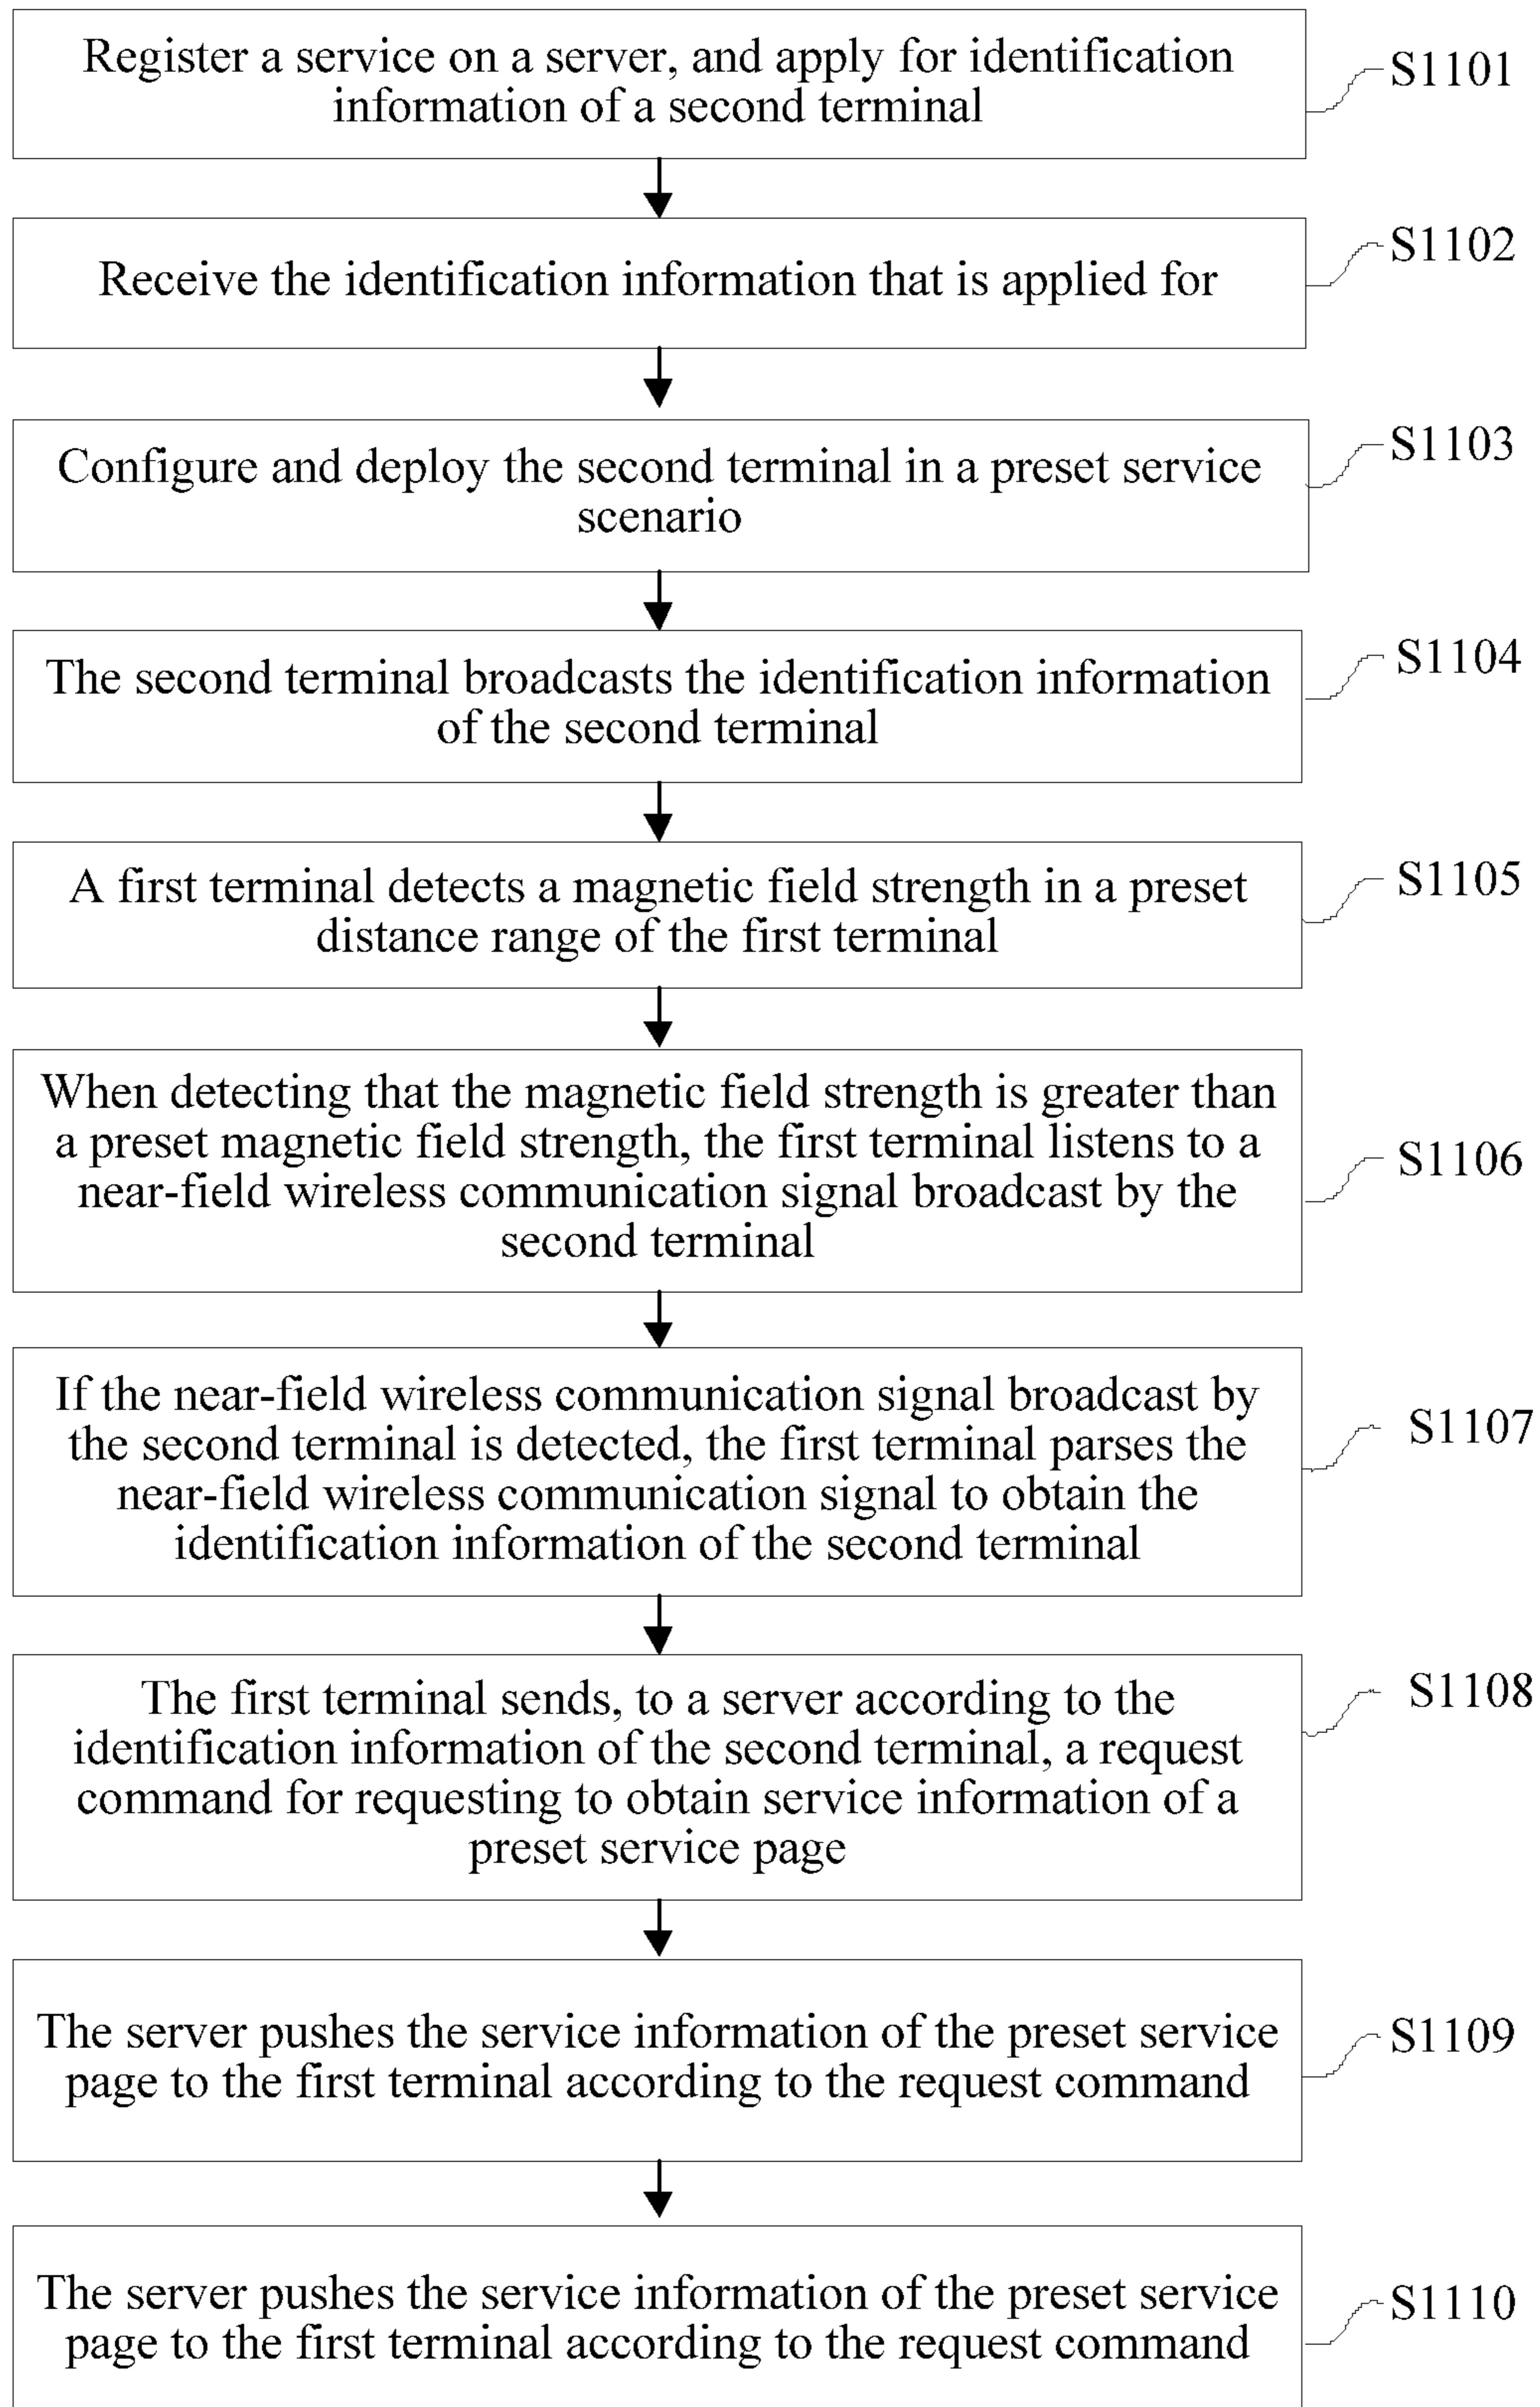 Register a service on a server, and apply for identification
information of a second terminal
S1101
Receive the identification information that is applied for
S1102
Configure and deploy the second terminal in a preset service
scenario
S1103
The second terminal broadcasts the identification information
of the second terminal
S1104
A first terminal detects a magnetic field strength in a preset
distance range of the first terminal
S1105
When detecting that the magnetic field strength is greater than
a preset magnetic field strength, the first terminal listens to a
near-field wireless communication signal broadcast by the
second terminal
S1106
If the near-field wireless communication signal broadcast by
the second terminal is detected, the first terminal parses the
near-field wireless communication signal to obtain the
identification information of the second terminal
S1107
The first terminal sends, to a server according to the
identification information of the second terminal, a request
command for requesting to obtain service information of a
preset service page
S1108
The server pushes the service information of the preset service
page to the first terminal according to the request command
S1109
The server pushes the service information of the preset service
page to the first terminal according to the request command
S1110